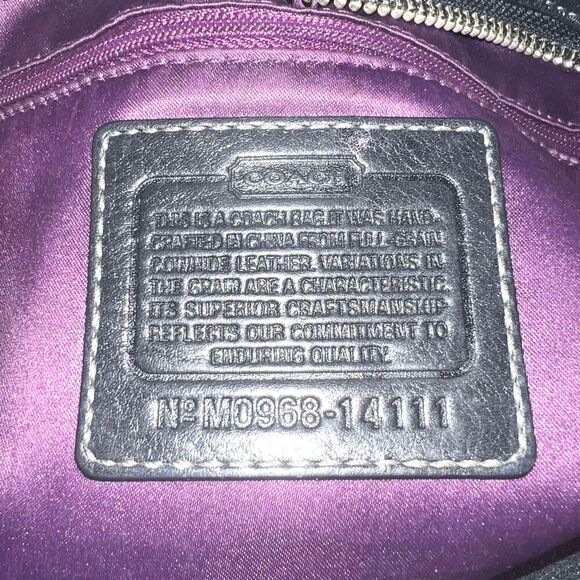 COACH
THIS IS A COACH BAG. IT WAS HAND-
CRAFTED IN CHINA FROM FULL-GRAIN
COWHIDE LEATHER. VARIATIONS IN
THE GRAIN ARE A CHARACTERISTIC.
ITS SUPERIOR CRAFTSMANSHIP
REFLECTS OUR COMMITMENT TO
ENDURING QUALITY.
Nº M0968-14111